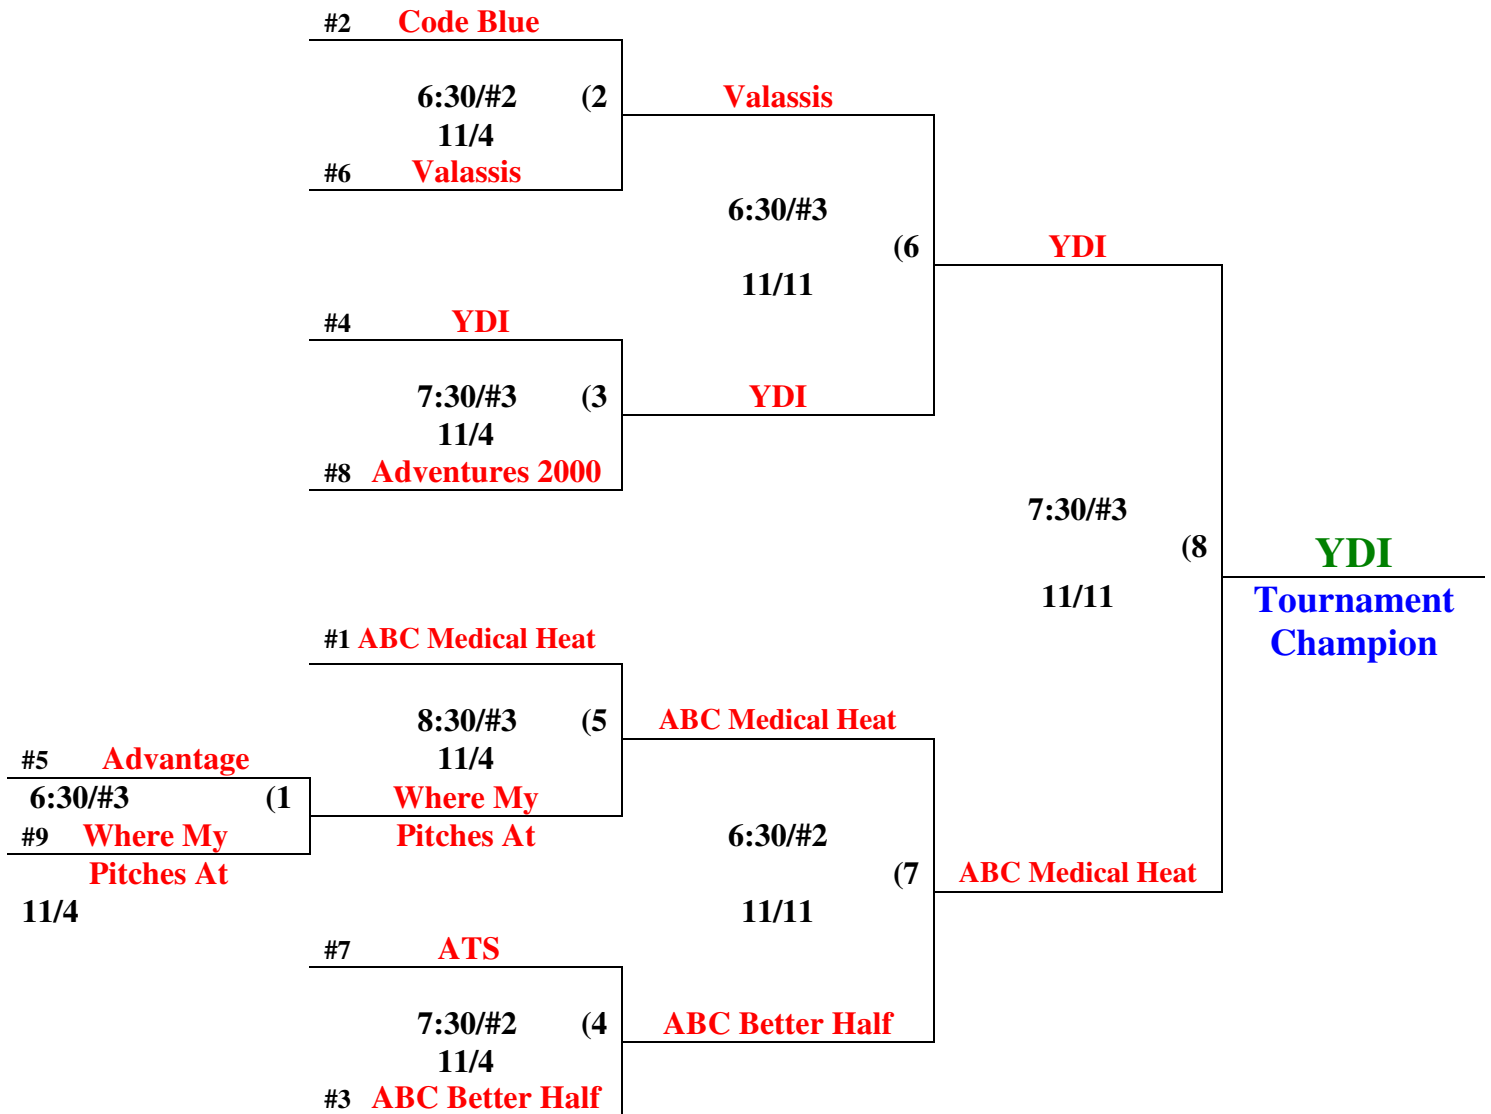 #2 Code Blue
6:30/#2 (2
Valassis
11/4
#6 Valassis
6:30/#3
(6
YDI
11/11
#4 YDI
7:30/#3 (3
YDI
11/4
#8 Adventures 2000
7:30/#3
(8
YDI
11/11
Tournament
Champion
#1 ABC Medical Heat
8:30/#3 (5
ABC Medical Heat
11/4
#5 Advantage
6:30/#3 (1
Where My
Pitches At
#9 Where My
Pitches At
11/4
6:30/#2
(7
ABC Medical Heat
11/11
#7 ATS
7:30/#2 (4
ABC Better Half
11/4
#3 ABC Better Half